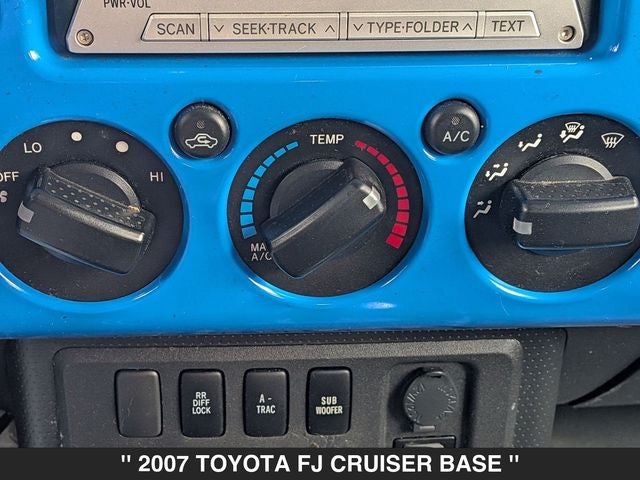 PWR·VOL
SCAN
∨ SEEK·TRACK ∧
∨ TYPE·FOLDER ∧
TEXT
OFF
LO
HI
TEMP
MAX
A/C
A/C
RR
DIFF
LOCK
A-
TRAC
SUB
WOOFER
" 2007 TOYOTA FJ CRUISER BASE "